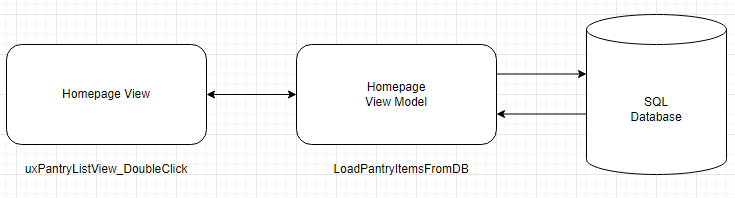 Homepage View
Homepage
View Model
SQL
Database
uxPantryListView_DoubleClick
LoadPantryItemsFromDB